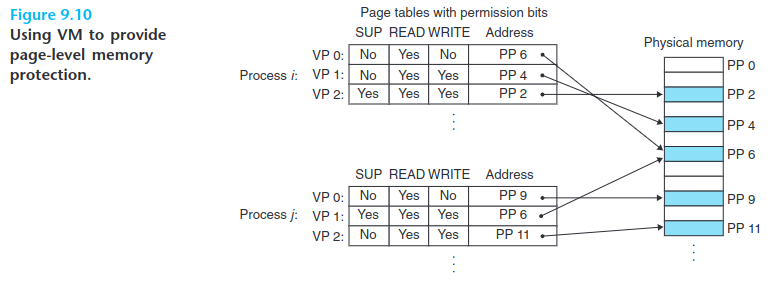 Figure 9.10
Using VM to provide
page-level memory
protection.
Page tables with permission bits
SUP READ WRITE Address
Physical memory
Process i:
VP 0: No Yes No PP 6
VP 1: No Yes Yes PP 4
VP 2: Yes Yes Yes PP 2
SUP READ WRITE Address
Process j:
VP 0: No Yes No PP 9
VP 1: Yes Yes Yes PP 6
VP 2: No Yes Yes PP 11
PP 0
PP 2
PP 4
PP 6
PP 9
PP 11